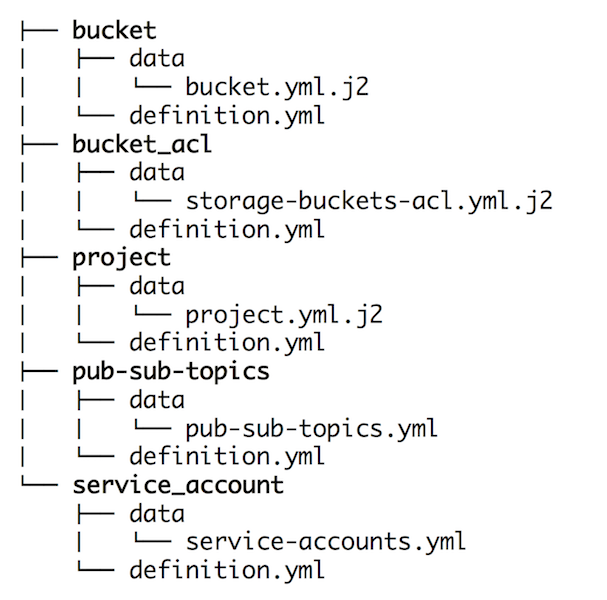 ├── bucket
│   ├── data
│   │   └── bucket.yml.j2
│   └── definition.yml
├── bucket_acl
│   ├── data
│   │   └── storage-buckets-acl.yml.j2
│   └── definition.yml
├── project
│   ├── data
│   │   └── project.yml.j2
│   └── definition.yml
├── pub-sub-topics
│   ├── data
│   │   └── pub-sub-topics.yml
│   └── definition.yml
└── service_account
    ├── data
    │   └── service-accounts.yml
    └── definition.yml